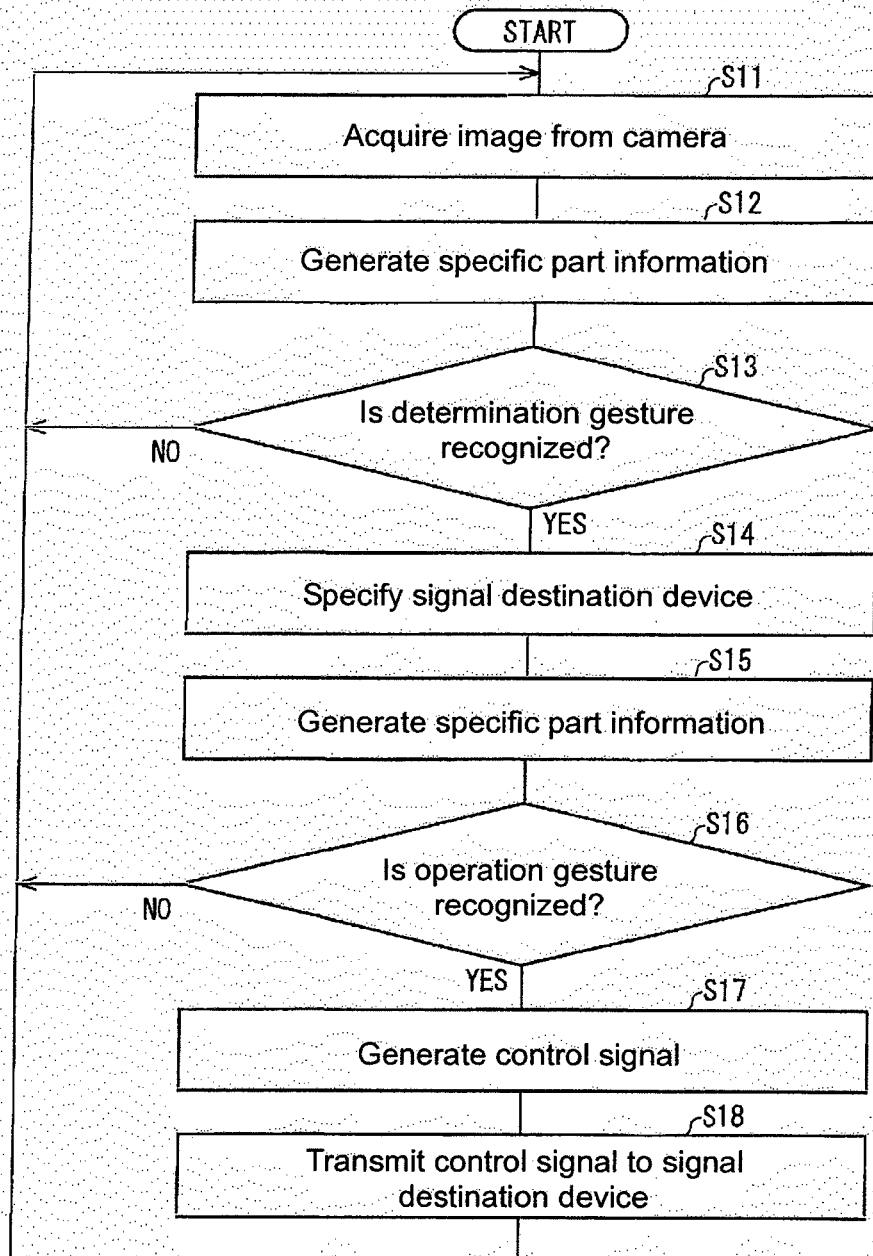 START
S11
Acquire image from camera
S12
Generate specific part information
S13
Is determination gesture
recognized?
NO
YES
S14
Specify signal destination device
S15
Generate specific part information
S16
Is operation gesture
recognized?
NO
YES
S17
Generate control signal
S18
Transmit control signal to signal
destination device